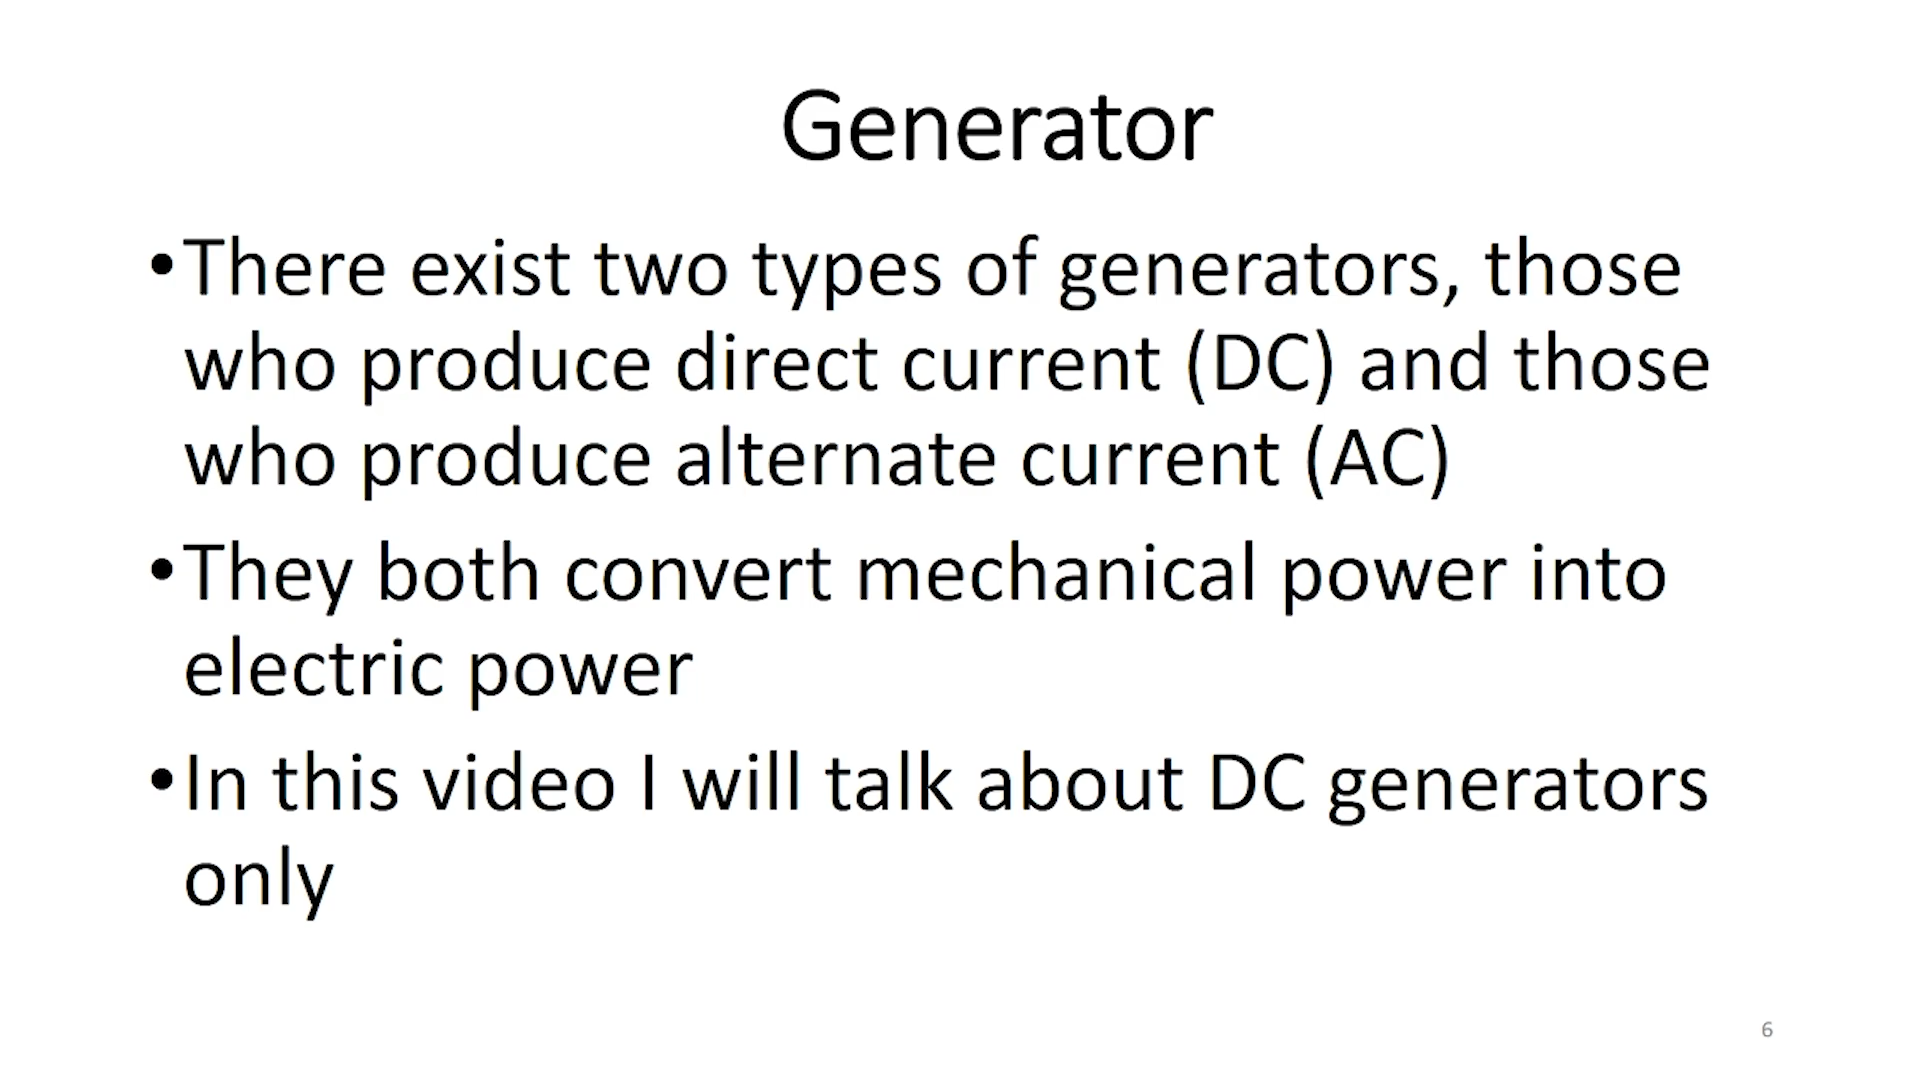 Generator
•There exist two types of generators, those
who produce direct current (DC) and those
who produce alternate current (AC)
•They both convert mechanical power into
electric power
•In this video I will talk about DC generators
only
6